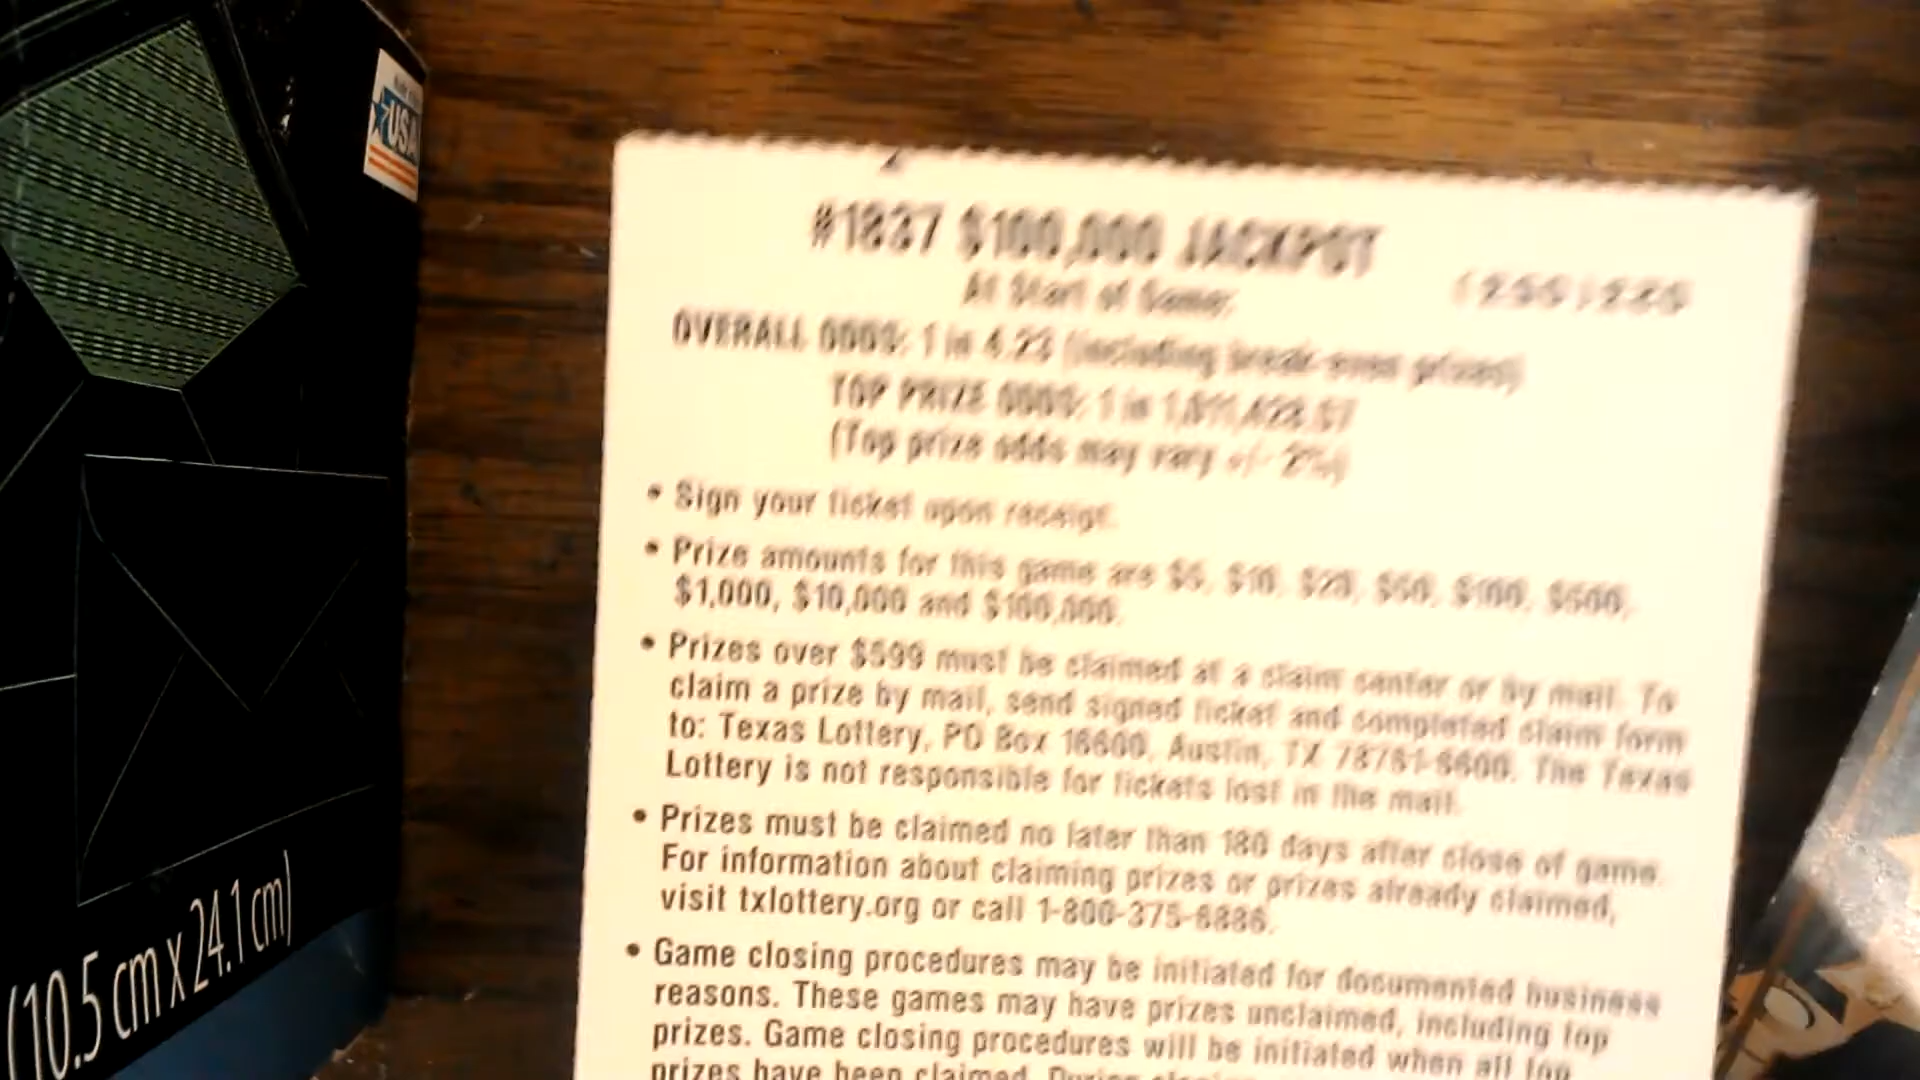 USA
(10.5 cm x 24.1 cm)
#1837 $100,000 JACKPOT
At Start of Game:
OVERALL ODDS: 1 in 4.23 (including break-even prizes)
TOP PRIZE ODDS: 1 in
(Top prize odds may vary +/- 2%)
• Sign your ticket upon receipt.
• Prize amounts for this game are $5, $10, $20, $50, $100, $500,
$1,000, $10,000 and $100,000.
• Prizes over $599 must be claimed at a claim center or by mail. To
claim a prize by mail, send signed ticket and completed claim form
to: Texas Lottery, PO Box 16600, Austin, TX 78761-6600. The Texas
Lottery is not responsible for tickets lost in the mail.
• Prizes must be claimed no later than 180 days after close of game.
For information about claiming prizes or prizes already claimed,
visit txlottery.org or call 1-800-375-6886.
• Game closing procedures may be initiated for documented business
reasons. These games may have prizes unclaimed, including top
prizes. Game closing procedures will be initiated when all top
prizes have been claimed. During